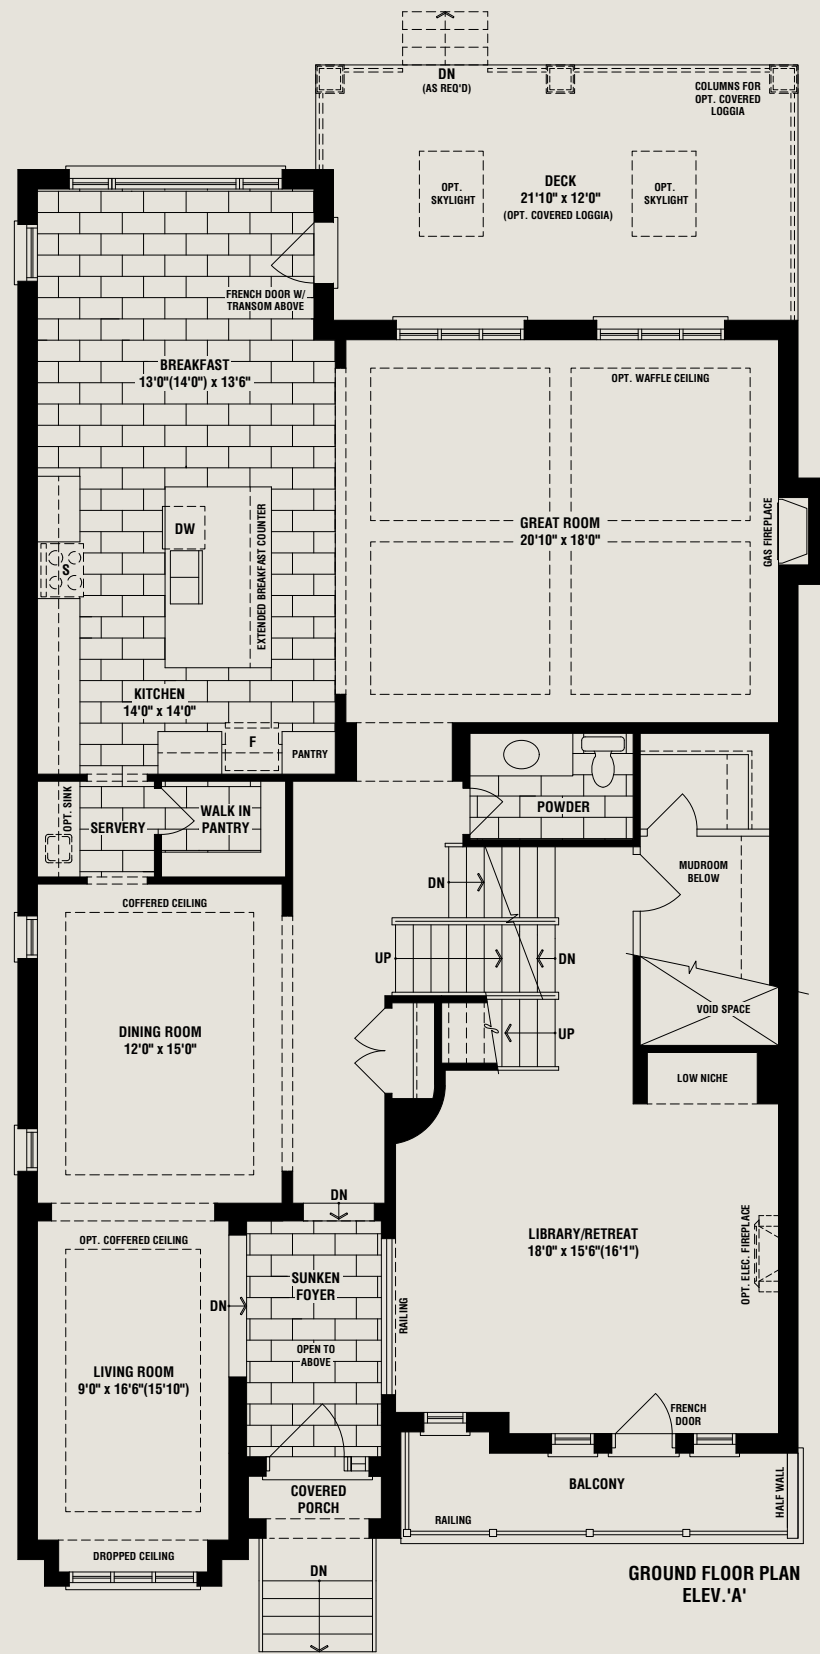 DN
(AS REQ'D)
COLUMNS FOR
OPT. COVERED
LOGGIA
OPT.
SKYLIGHT
DECK
21'10" x 12'0"
(OPT. COVERED LOGGIA)
OPT.
SKYLIGHT
FRENCH DOOR W/
TRANSOM ABOVE
BREAKFAST
13'0"(14'0") x 13'6"
OPT. WAFFLE CEILING
DW
EXTENDED BREAKFAST COUNTER
S
GREAT ROOM
20'10" x 18'0"
GAS FIREPLACE
KITCHEN
14'0" x 14'0"
F
PANTRY
OPT. SINK
SERVERY
WALK IN
PANTRY
POWDER
MUDROOM
BELOW
DN
COFFERED CEILING
UP
DN
DINING ROOM
12'0" x 15'0"
VOID SPACE
UP
LOW NICHE
DN
OPT. COFFERED CEILING
LIBRARY/RETREAT
18'0" x 15'6"(16'1")
OPT. ELEC. FIREPLACE
SUNKEN
FOYER
DN
RAILING
OPEN TO
ABOVE
LIVING ROOM
9'0" x 16'6"(15'10")
FRENCH
DOOR
COVERED
PORCH
BALCONY
HALF WALL
RAILING
DROPPED CEILING
DN
GROUND FLOOR PLAN
ELEV.'A'